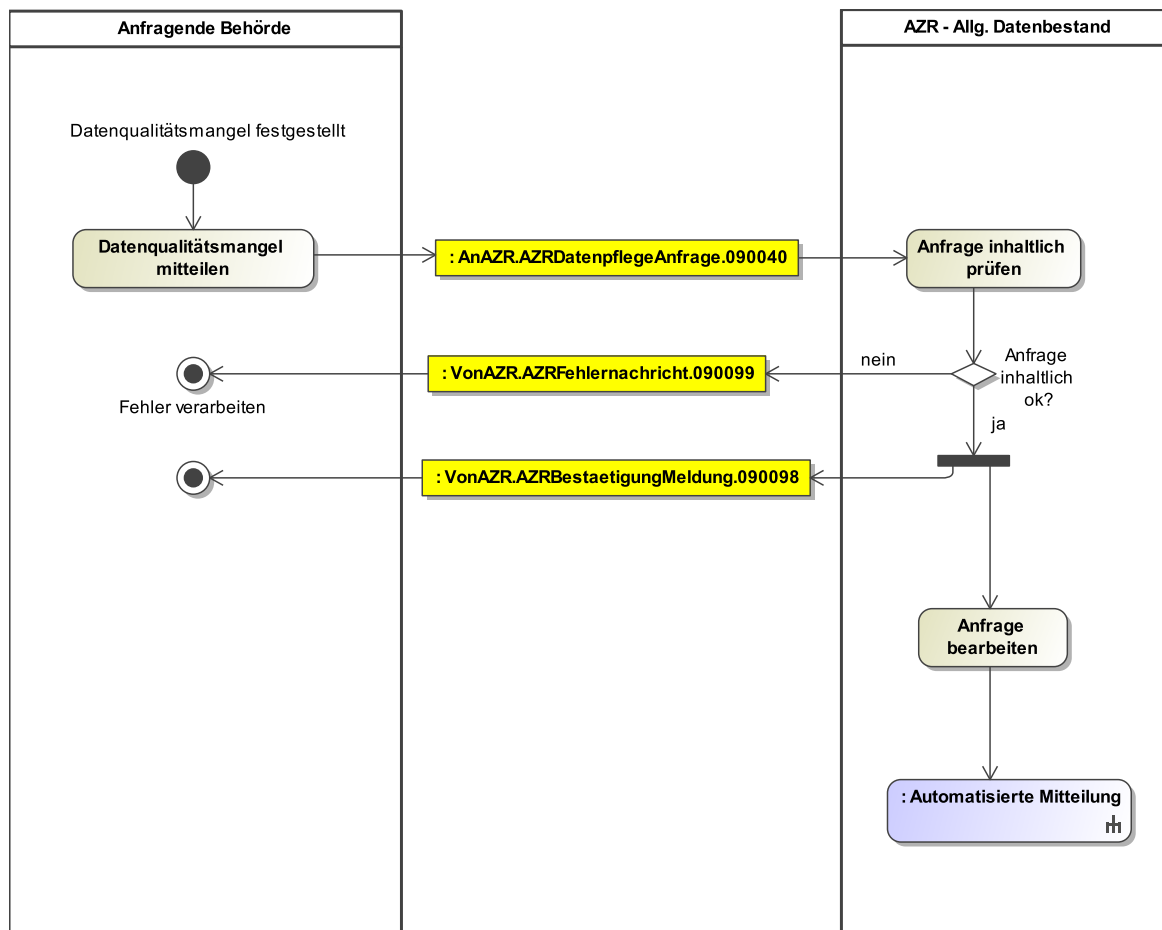 Anfragende Behörde
AZR - Allg. Datenbestand
Datenqualitätsmangel festgestellt
Datenqualitätsmangel
mitteilen
: AnAZR.AZRDatenpflegeAnfrage.090040
Anfrage inhaltlich
prüfen
: VonAZR.AZRFehlernachricht.090099
nein
Anfrage
inhaltlich
ok?
Fehler verarbeiten
ja
: VonAZR.AZRBestaetigungMeldung.090098
Anfrage
bearbeiten
: Automatisierte Mitteilung